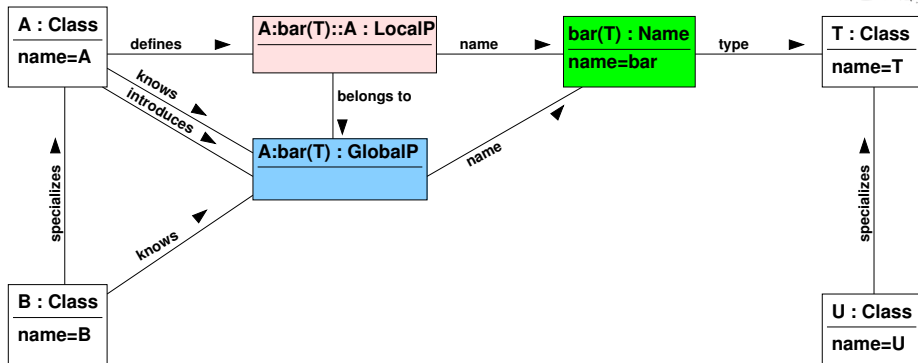 A : Class
name=A
defines
A:bar(T)::A : LocalP
name
bar(T) : Name
name=bar
type
T : Class
name=T
knows
introduces
belongs to
A:bar(T) : GlobalP
name
specializes
knows
specializes
B : Class
name=B
U : Class
name=U